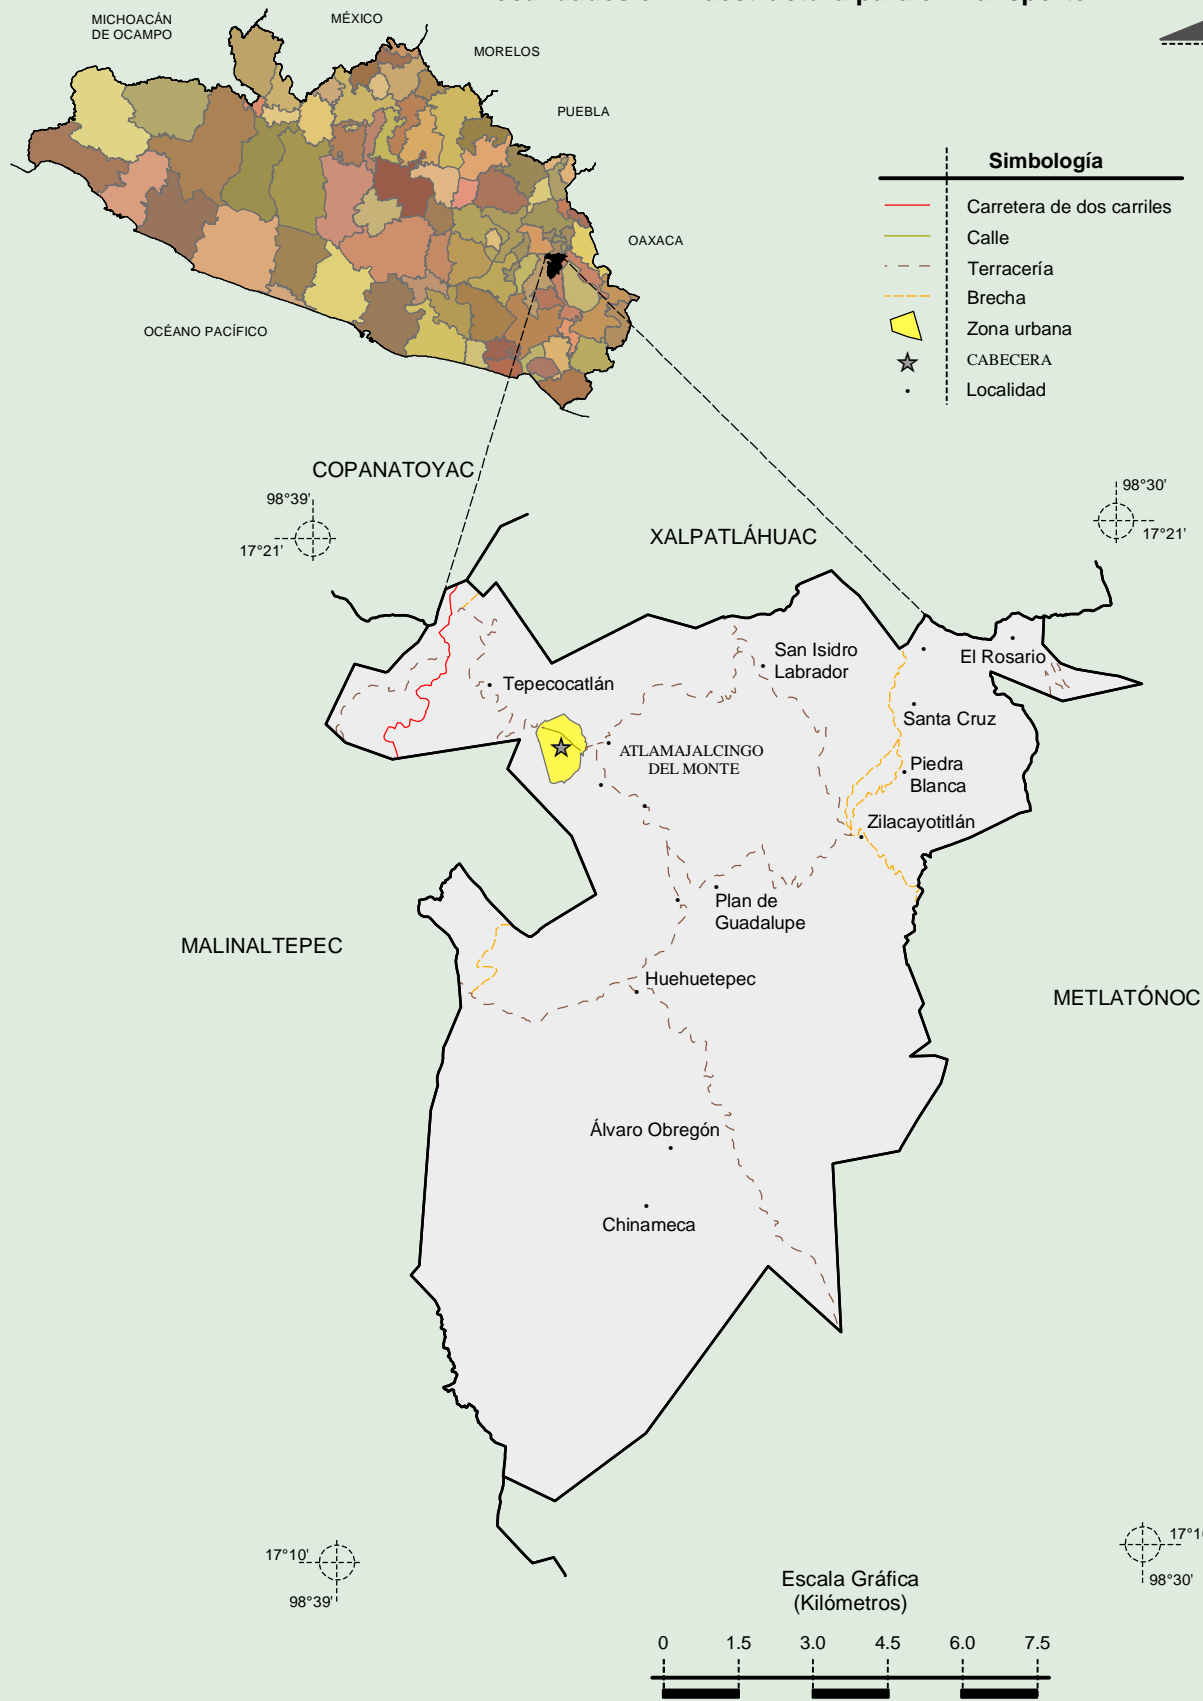 MICHOACÁN
DE OCAMPO
MÉXICO
MORELOS
PUEBLA
OAXACA
OCÉANO PACÍFICO
Simbología
Carretera de dos carriles
Calle
Terracería
Brecha
Zona urbana
CABECERA
Localidad
COPANATOYAC
98°39'
17°21'
XALPATLÁHUAC
98°30'
17°21'
San Isidro
Labrador
El Rosario
Tepecocatlán
Santa Cruz
ATLAMAJALCINGO
DEL MONTE
Piedra
Blanca
Zilacayotitlán
Plan de
Guadalupe
MALINALTEPEC
Huehuetepec
METLATÓNOC
Álvaro Obregón
Chinameca
17°10'
98°39'
98°30'
Escala Gráfica
(Kilómetros)
0 1.5 3.0 4.5 6.0 7.5